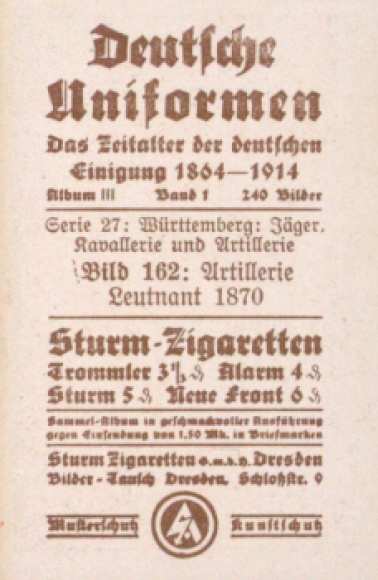 Deutſche
Uniformen
Das Zeitalter der deutſchen
Einigung 1864—1914
Album III Band 1 240 Bilder
Serie 27: Württemberg: Jäger,
Kavallerie und Artillerie
Bild 162: Artillerie
Leutnant 1870
Sturm-Zigaretten
Trommler 3⅓ ₰ Alarm 4 ₰
Sturm 5 ₰ Neue Front 6 ₰
Sammel-Album in geſchmackvoller Ausführung
gegen Einſendung von 1.50 Mk. in Briefmarken
Sturm Zigaretten G.m.b.H. Dresden
Bilder-Tauſch Dresden, Schloßſtr. 9
Muſterſchutz Kunſtſchutz